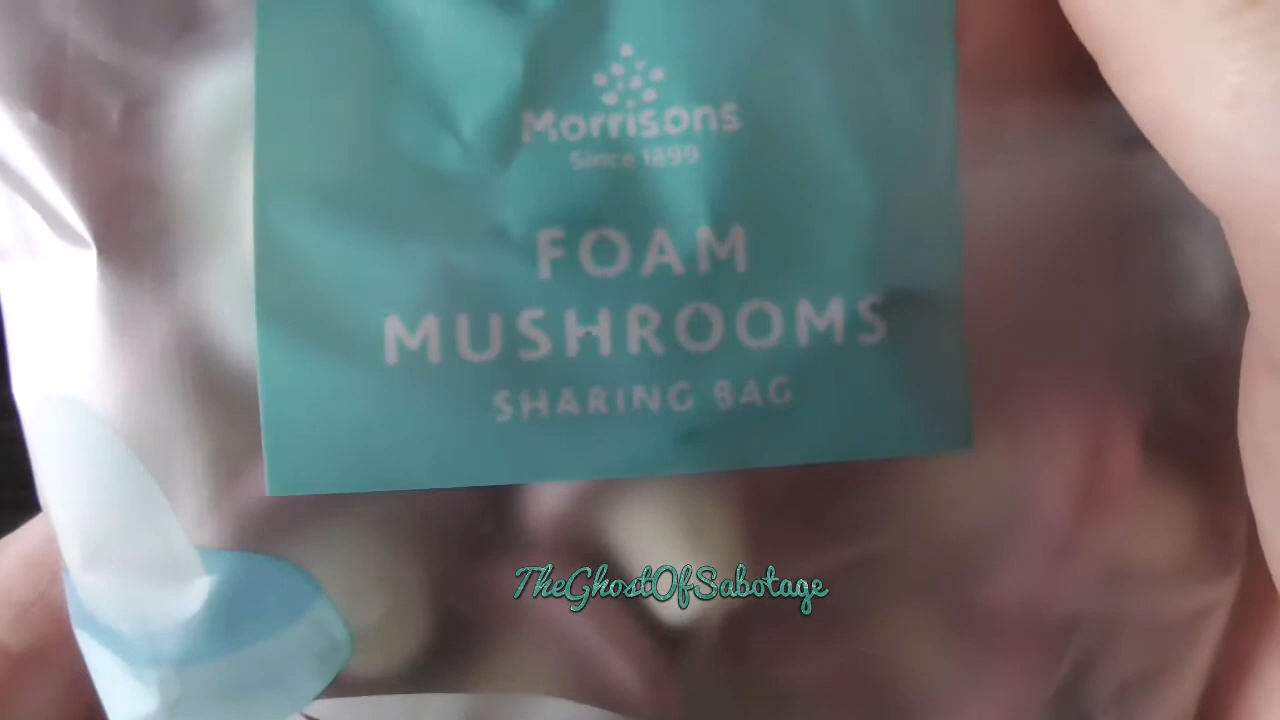 Morrisons
Since 1899
FOAM
MUSHROOMS
SHARING BAG
TheGhostOfSabotage